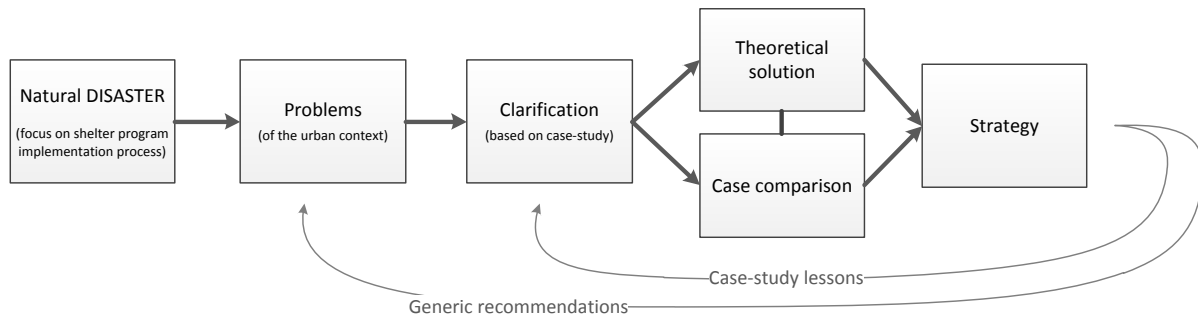 Natural DISASTER
(focus on shelter program
implementation process)
Problems
(of the urban context)
Clarification
(based on case-study)
Theoretical
solution
Case comparison
Strategy
Case-study lessons
Generic recommendations